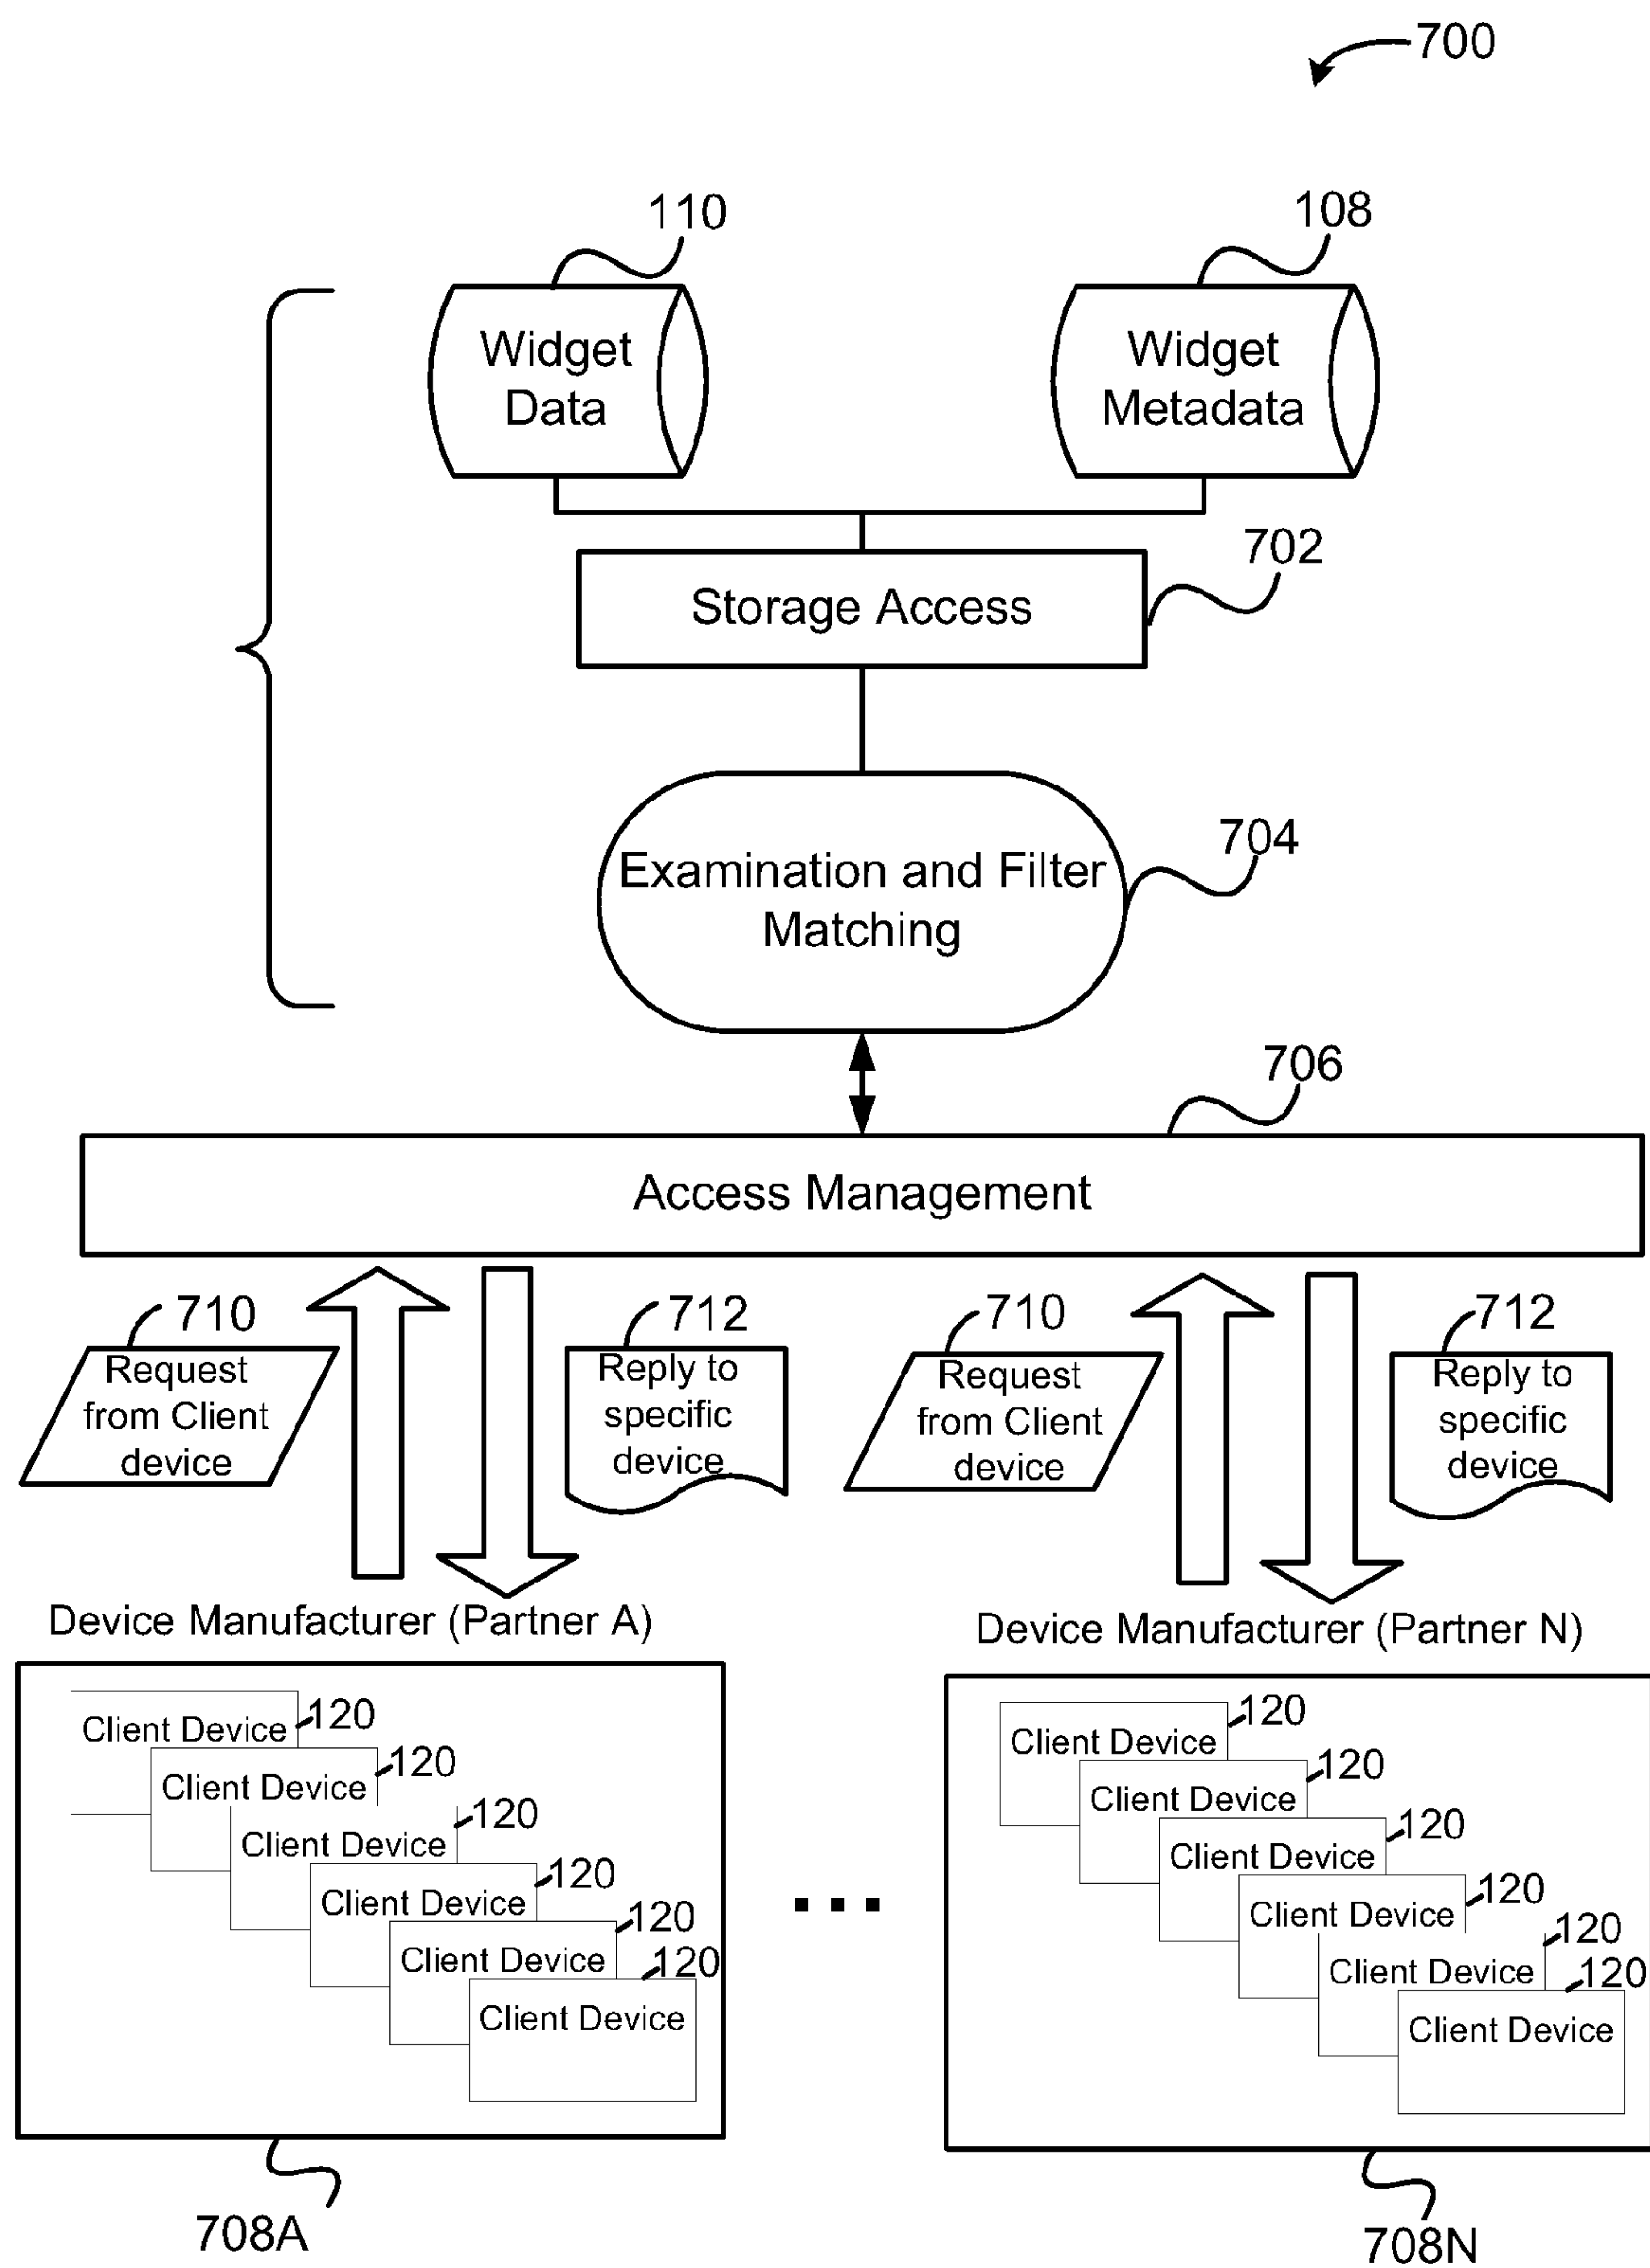 700
110
108
Widget
Data
Widget
Metadata
702
Storage Access
704
Examination and Filter
Matching
706
Access Management
710
712
710
712
Request
from Client
device
Reply to
specific
device
Request
from Client
device
Reply to
specific
device
Device Manufacturer (Partner A)
Device Manufacturer (Partner N)
120
Client Device
120
Client Device
120
Client Device
120
Client Device
120
Client Device
120
Client Device
...
120
Client Device
120
Client Device
120
Client Device
120
Client Device
120
Client Device
120
Client Device
708A
708N